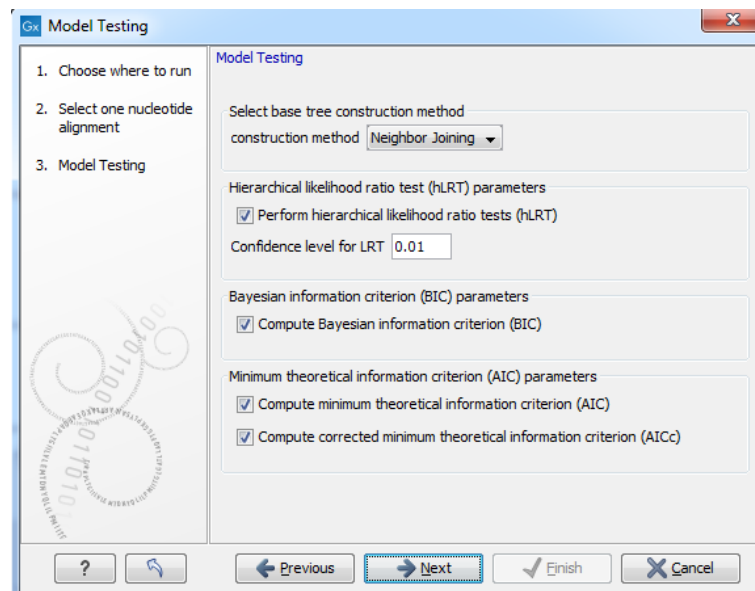 Gx Model Testing
X
1. Choose where to run
2. Select one nucleotide
alignment
3. Model Testing
Model Testing
Select base tree construction method
construction method Neighbor Joining
Hierarchical likelihood ratio test (hLRT) parameters
Perform hierarchical likelihood ratio tests (hLRT)
Confidence level for LRT 0.01
Bayesian information criterion (BIC) parameters
Compute Bayesian information criterion (BIC)
Minimum theoretical information criterion (AIC) parameters
Compute minimum theoretical information criterion (AIC)
Compute corrected minimum theoretical information criterion (AICc)
? Previous Next Finish Cancel